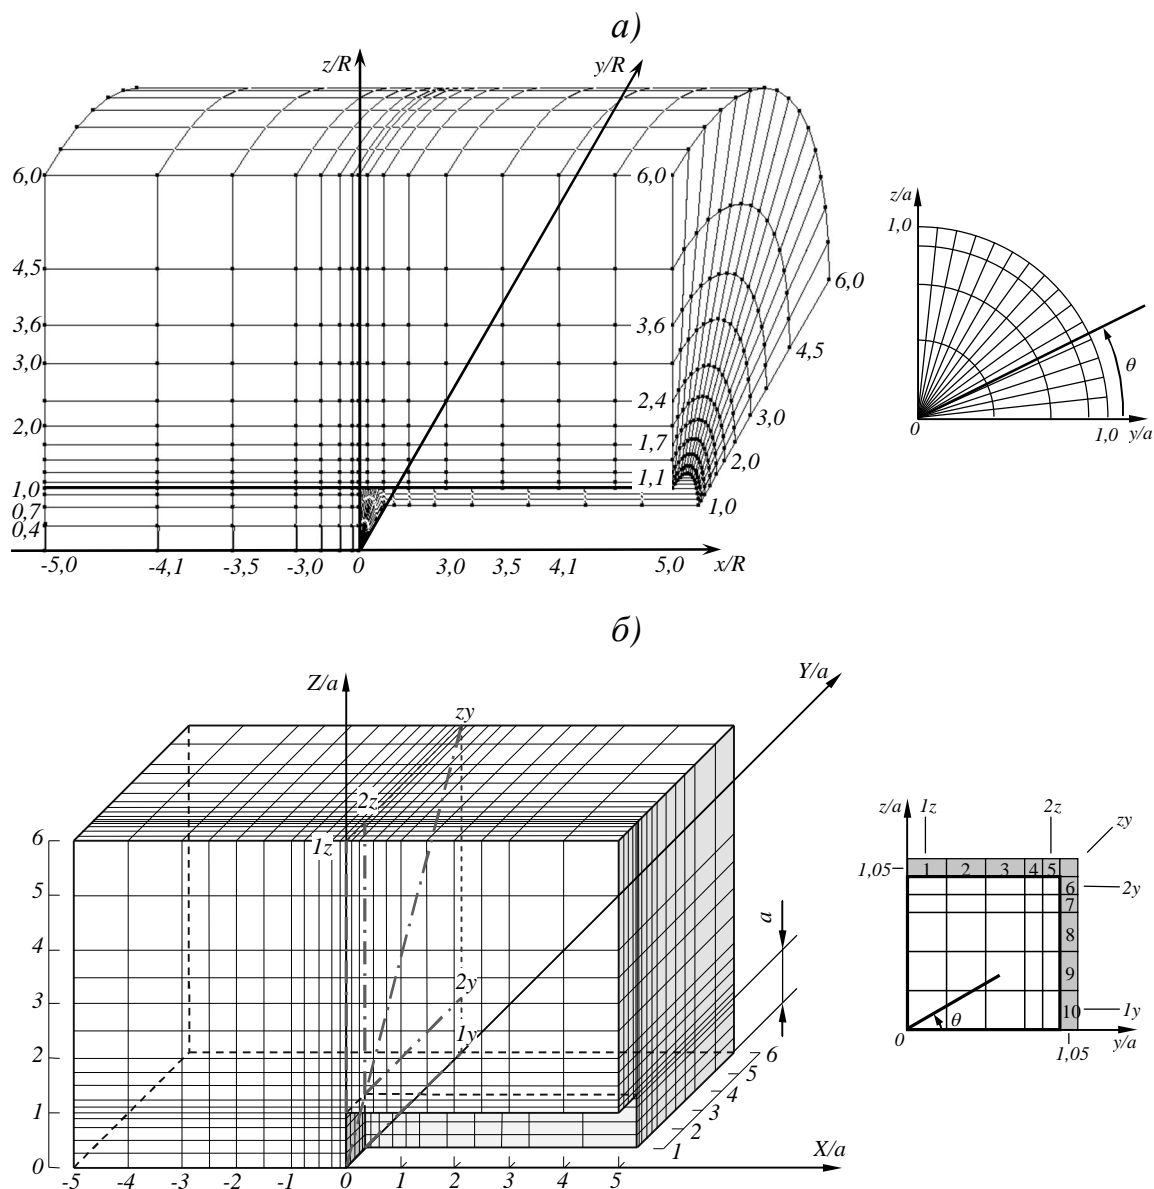 а)
z/R
y/R
6,0
6,0
4,5
3,6
3,6
3,0
2,4
2,0
1,7
1,1
1,0
0,7
0,4
6,0
4,5
3,0
2,0
1,0
-5,0 -4,1 -3,5 -3,0 0 3,0 3,5 4,1 5,0 x/R
z/a
1,0
θ
0 1,0 y/a
б)
Z/a
Y/a
zy
2z
1z
6
5
4
3
2
1
0
a
2y
1y
6
5
4
3
2
1
X/a
-5 -4 -3 -2 -1 0 1 2 3 4 5
z/a 1z 2z
zy
1,05
1 2 3 4 5
6 2y
7
8
9
10 1y
θ
0 y/a
1,05